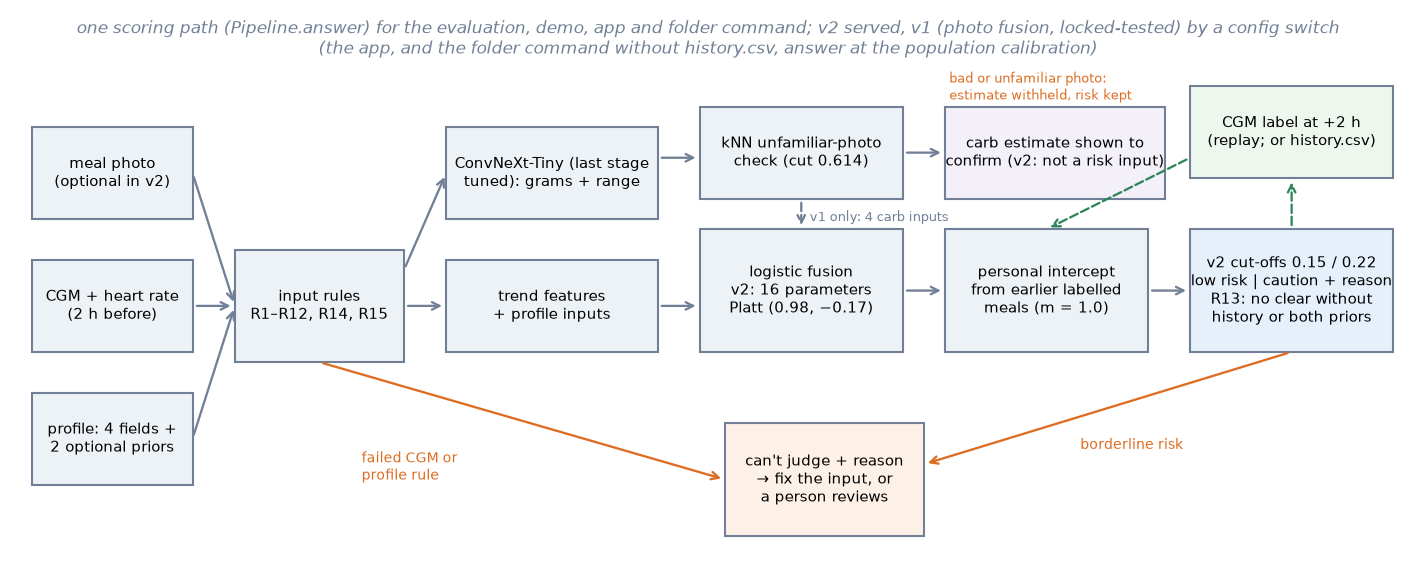 one scoring path (Pipeline.answer) for the evaluation, demo, app and folder command; v2 served, v1 (photo fusion, locked-tested) by a config switch
(the app, and the folder command without history.csv, answer at the population calibration)
meal photo
(optional in v2)
CGM + heart rate
(2 h before)
profile: 4 fields +
2 optional priors
input rules
R1–R12, R14, R15
ConvNeXt-Tiny (last stage
tuned): grams + range
trend features
+ profile inputs
kNN unfamiliar-photo
check (cut 0.614)
v1 only: 4 carb inputs
logistic fusion
v2: 16 parameters
Platt (0.98, −0.17)
bad or unfamiliar photo:
estimate withheld, risk kept
carb estimate shown to
confirm (v2: not a risk input)
personal intercept
from earlier labelled
meals (m = 1.0)
CGM label at +2 h
(replay; or history.csv)
v2 cut-offs 0.15 / 0.22
low risk | caution + reason
R13: no clear without
history or both priors
failed CGM or
profile rule
can't judge + reason
→ fix the input, or
a person reviews
borderline risk